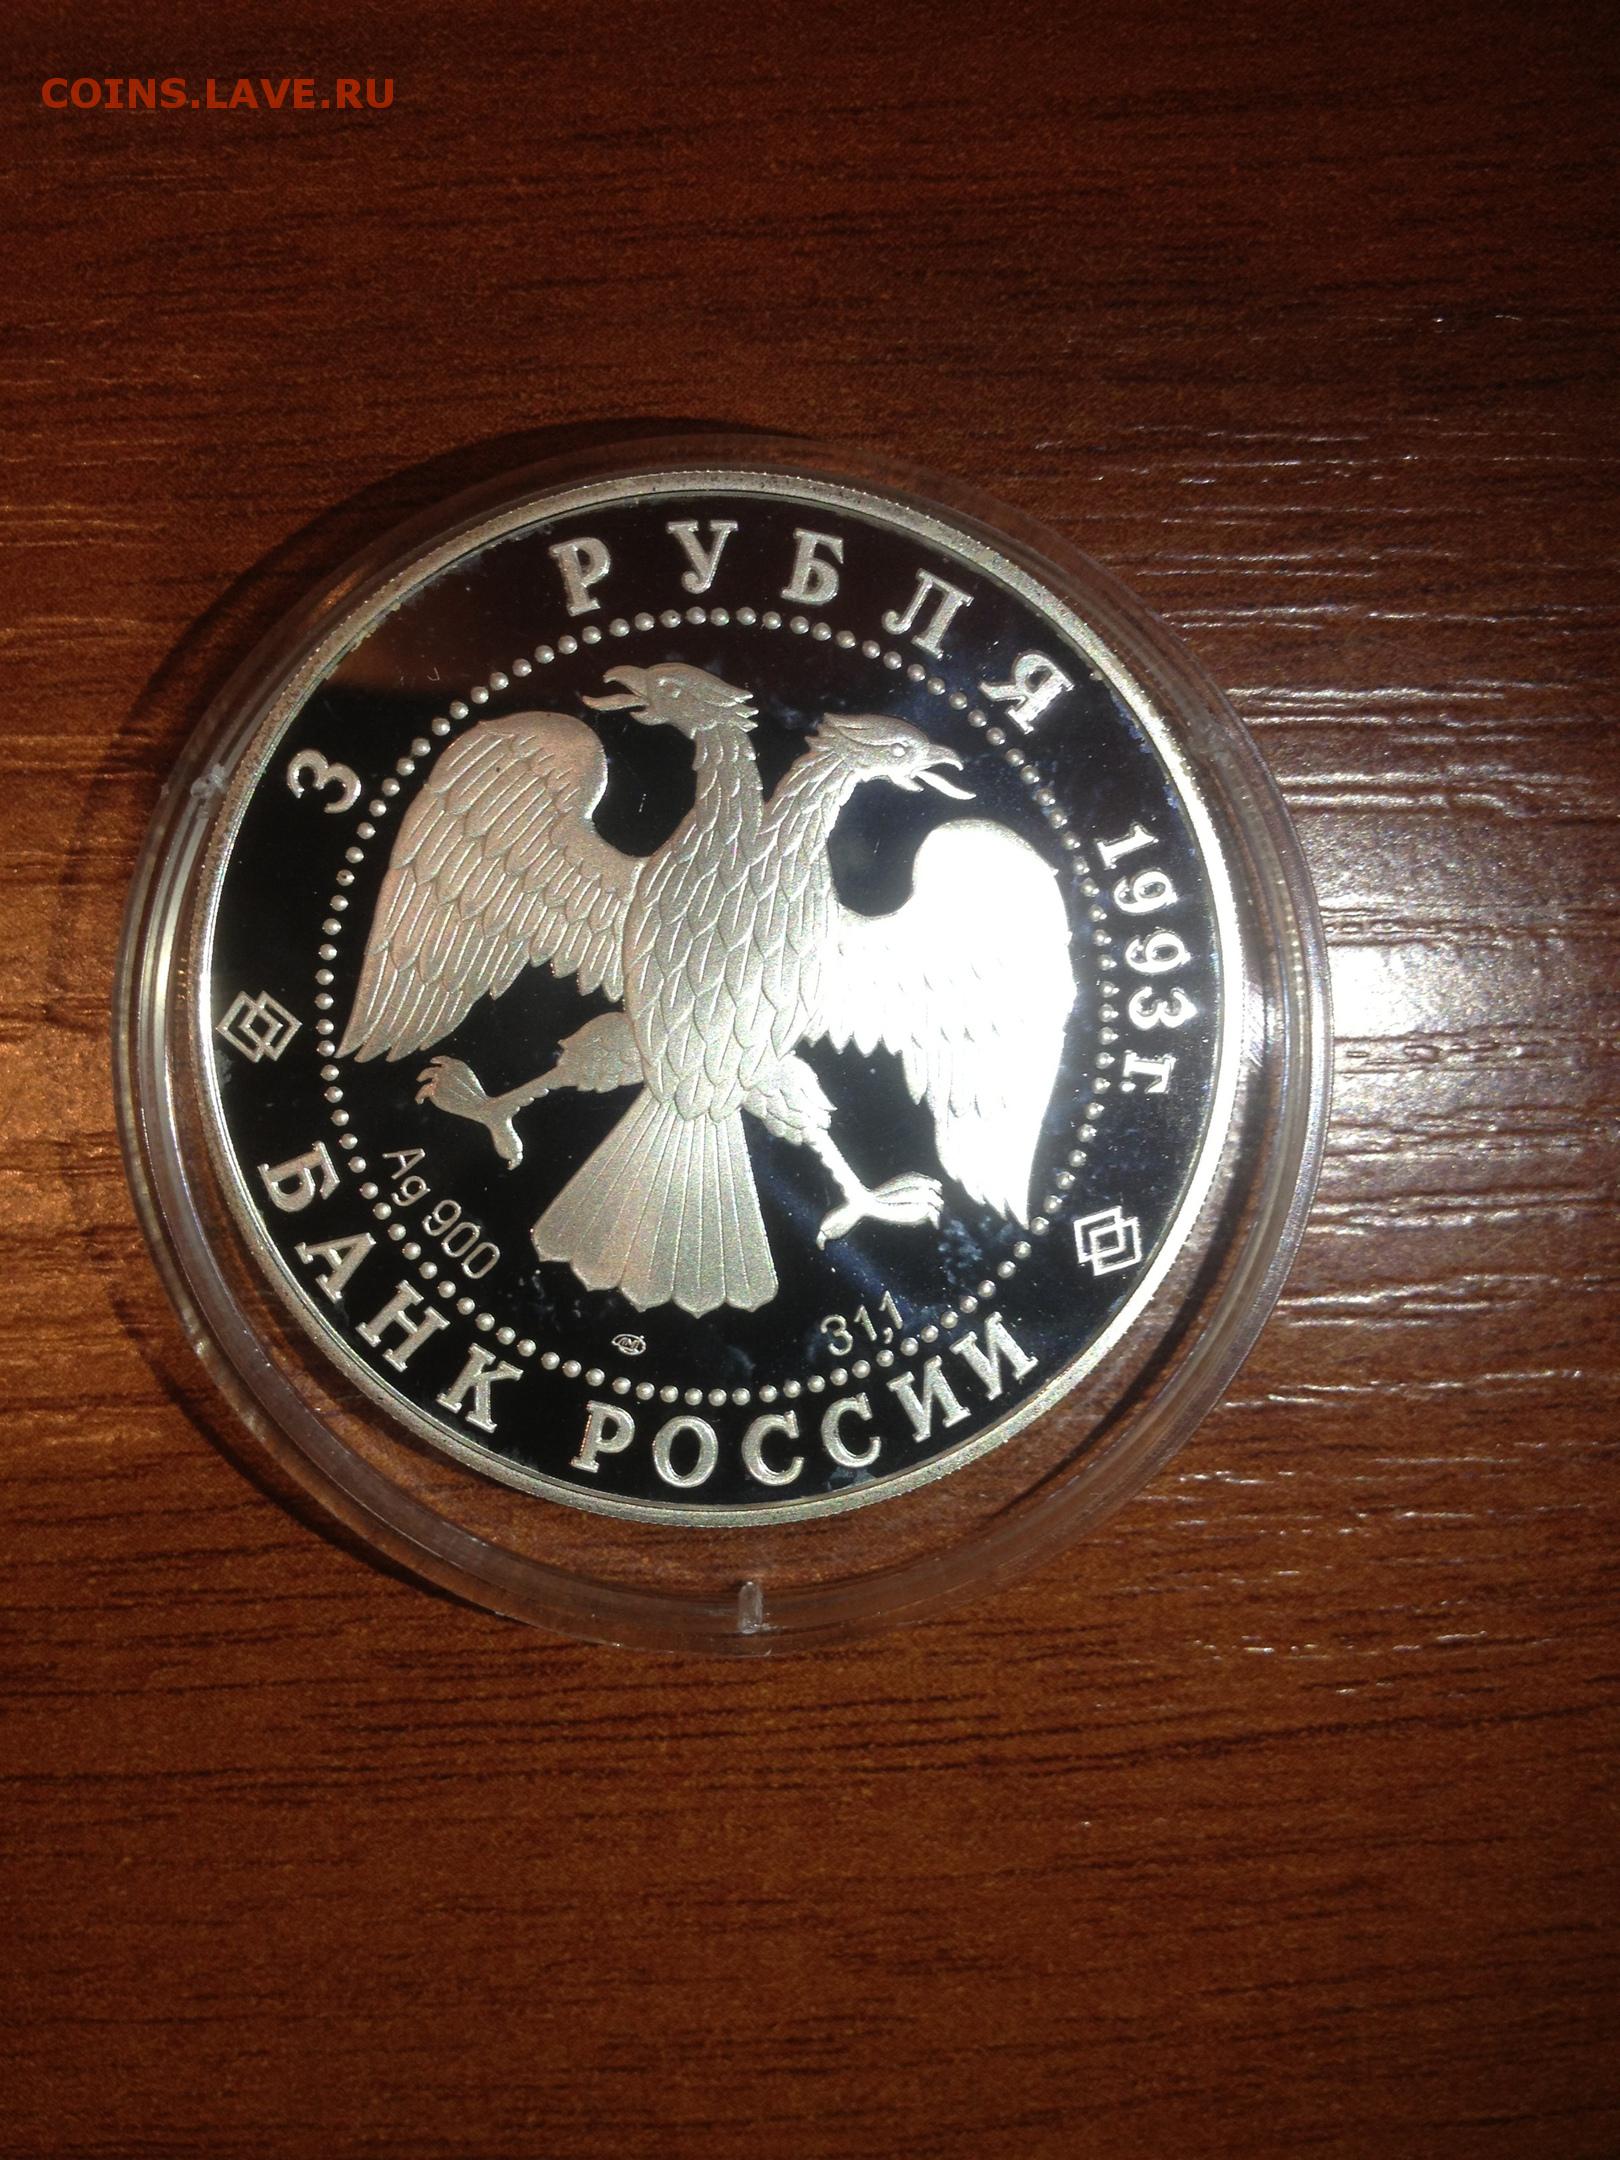 COINS.LAVE.RU
3 РУБЛЯ 1993 г.
Ag 900
31,1
БАНК РОССИИ